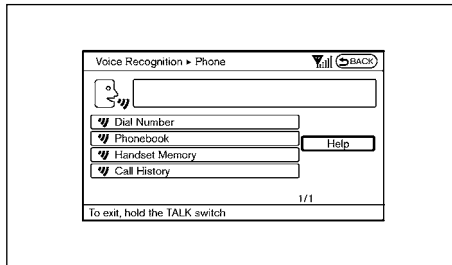 Voice Recognition ▸ Phone
BACK
Dial Number
Phonebook
Handset Memory
Call History
Help
1/1
To exit, hold the TALK switch